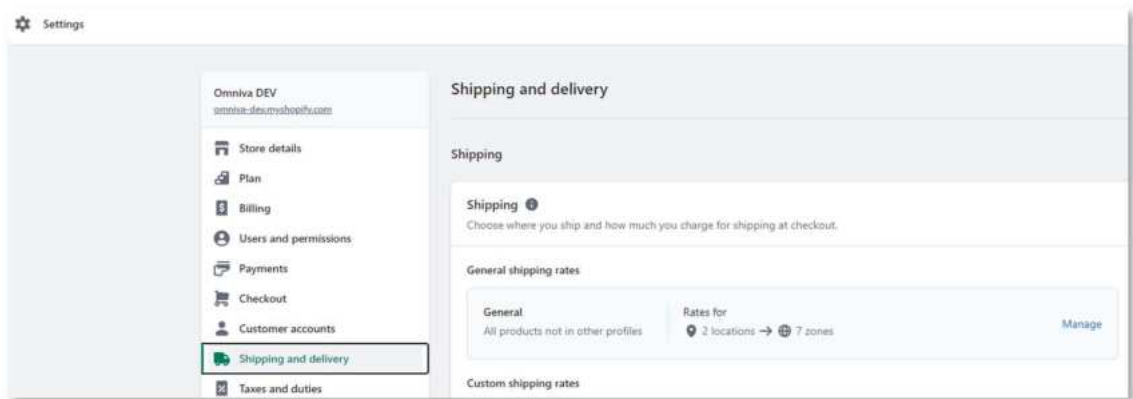 Settings
Omniva DEV
omniva-dev.myshopify.com
Store details
Plan
Billing
Users and permissions
Payments
Checkout
Customer accounts
Shipping and delivery
Taxes and duties
Shipping and delivery
Shipping
Shipping
Choose where you ship and how much you charge for shipping at checkout.
General shipping rates
General
All products not in other profiles
Rates for
2 locations → 7 zones
Manage
Custom shipping rates